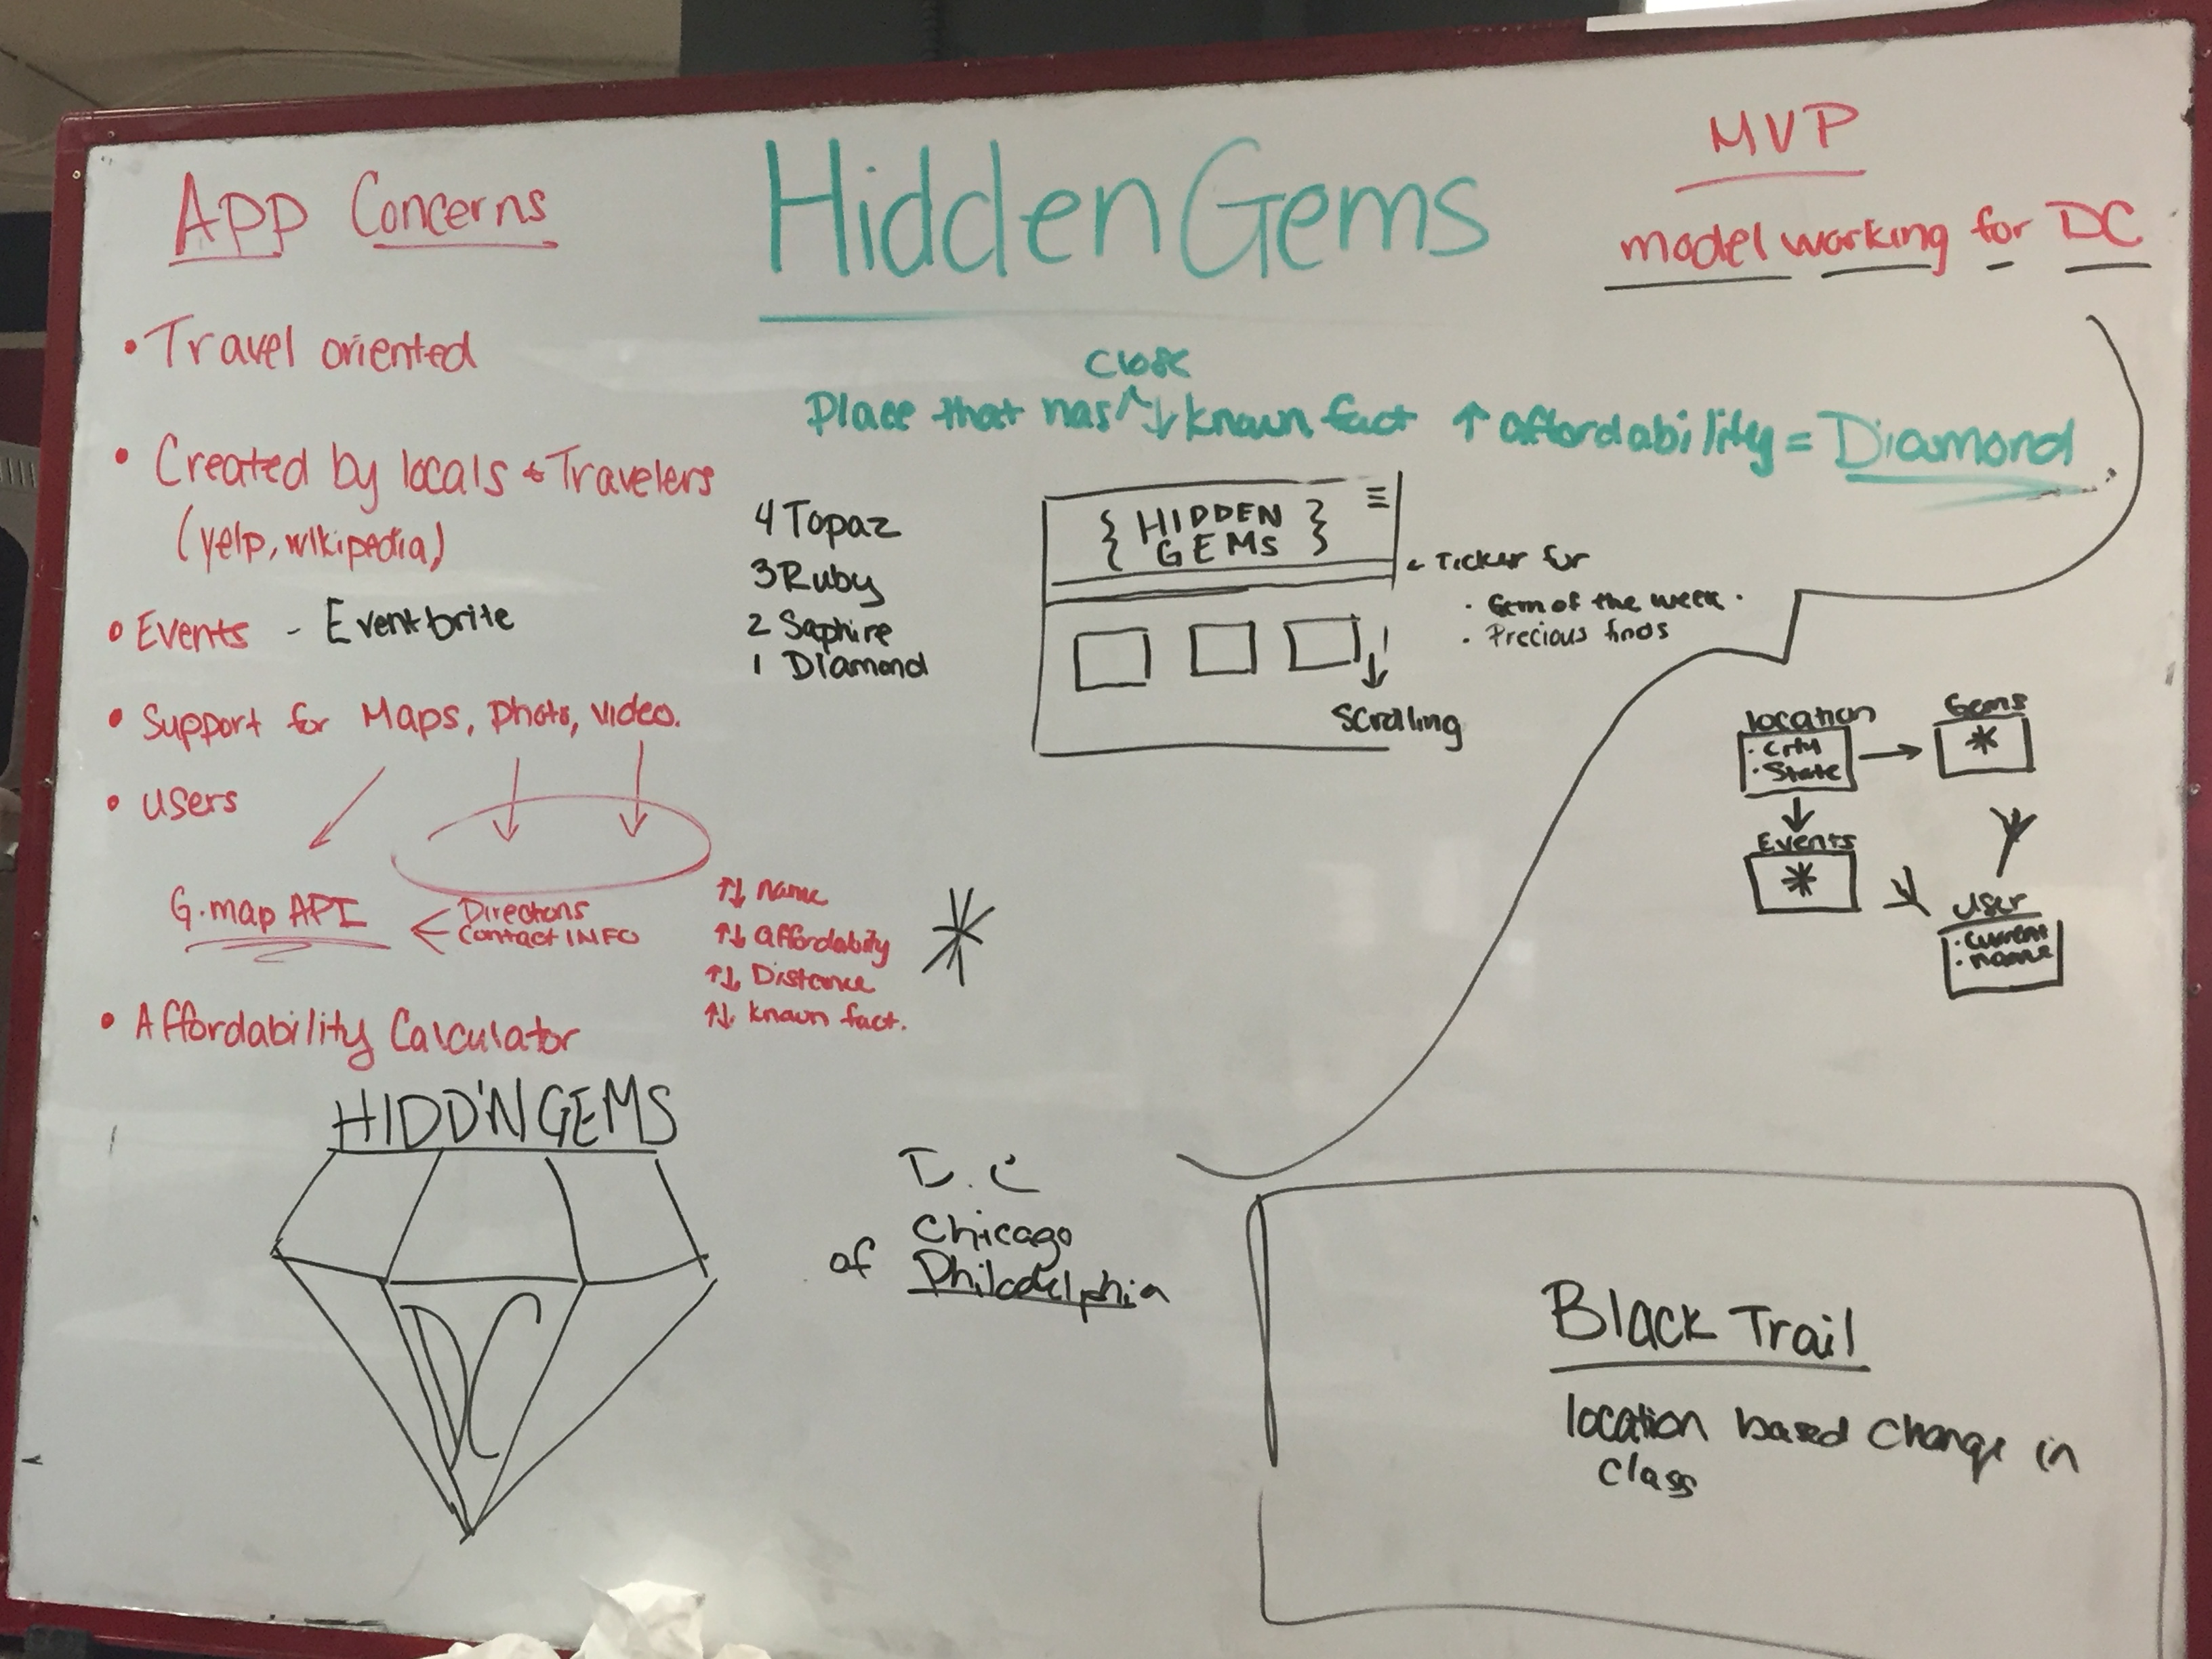 App Concerns
• Travel oriented
• Created by locals & Travelers
(yelp, wikipedia)
• Events - Eventbrite
• Support for Maps, photo, video.
• users
G.map API ← Directions
Contact INFO
↑↓ Name
↑↓ affordabity
↑↓ Distance
↑↓ known fact.
*
• Affordability Calculator
HIDD'N GEMS
DC
of
D.C
Chicago
Philadelphia
Hidden Gems
Close
Place that has ^ ↓ known fact ↑ affordability = Diamond
4 Topaz
3 Ruby
2 Saphire
1 Diamond
{ HIDDEN
GEMS }
≡
← Ticker for
· Gem of the week ·
· Precious finds
↓
Scrolling
MVP
model working for DC
location
· City
· State
→
Gems
*
↓
Events
*
User
· Current
· name
Black Trail
location based change in
class